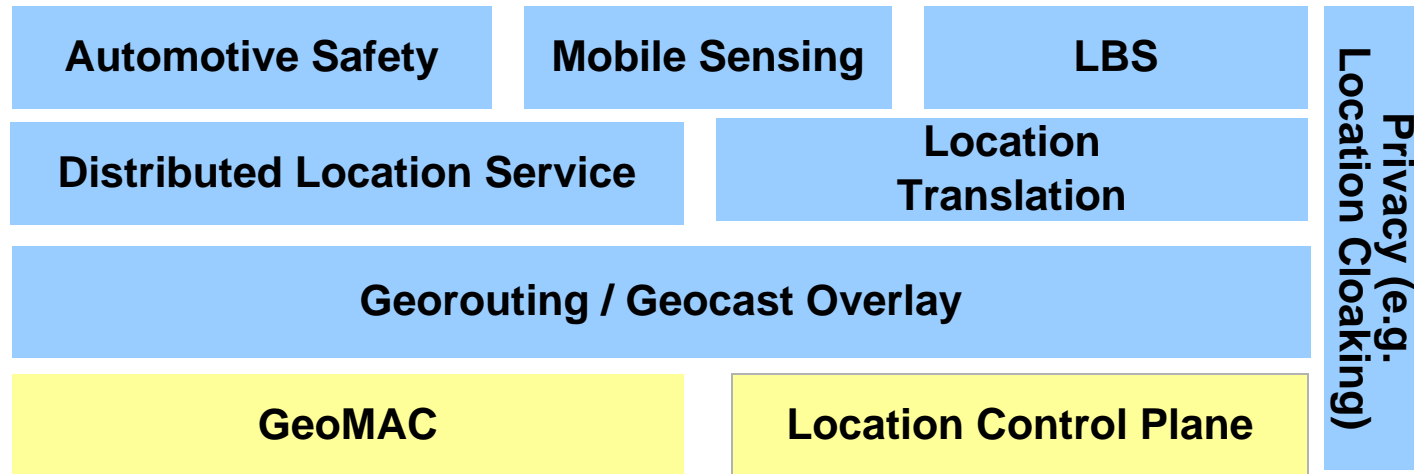 Automotive Safety
Mobile Sensing
LBS
Distributed Location Service
Location
Translation
Georouting / Geocast Overlay
GeoMAC
Location Control Plane
Privacy (e.g.
Location Cloaking)